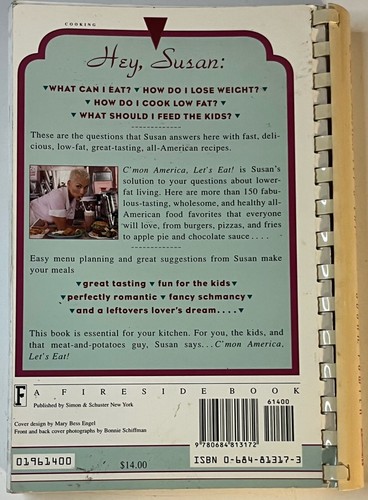 COOKING
Hey, Susan:
▼WHAT CAN I EAT? ▼ HOW DO I LOSE WEIGHT? ▼
▼ HOW DO I COOK LOW FAT? ▼
▼ WHAT SHOULD I FEED THE KIDS? ▼
These are the questions that Susan answers here with fast, deli-
cious, low-fat, great-tasting, all-American recipes.
C'mon America, Let's Eat! is Susan's
solution to your questions about lower-
fat living. Here are more than 150 fabu-
lous-tasting, wholesome, and healthy all-
American food favorites that everyone
will love, from burgers, pizzas, and fries
to apple pie and chocolate sauce . . . .
Easy menu planning and great suggestions from Susan make
your meals
▼great tasting ▼ fun for the kids▼
▼perfectly romantic ▼ fancy schmancy▼
▼and a leftovers lover's dream. . . .▼
This book is essential for your kitchen. For you, the kids, and
that meat-and-potatoes guy, Susan says . . . C'mon America,
Let's Eat!
F A FIRESIDE BOOK
Published by Simon & Schuster New York
Cover design by Mary Bess Engel
Front and back cover photographs by Bonnie Schiffman
61400
9 780684 813172
01961400
$14.00
ISBN 0-684-81317-3